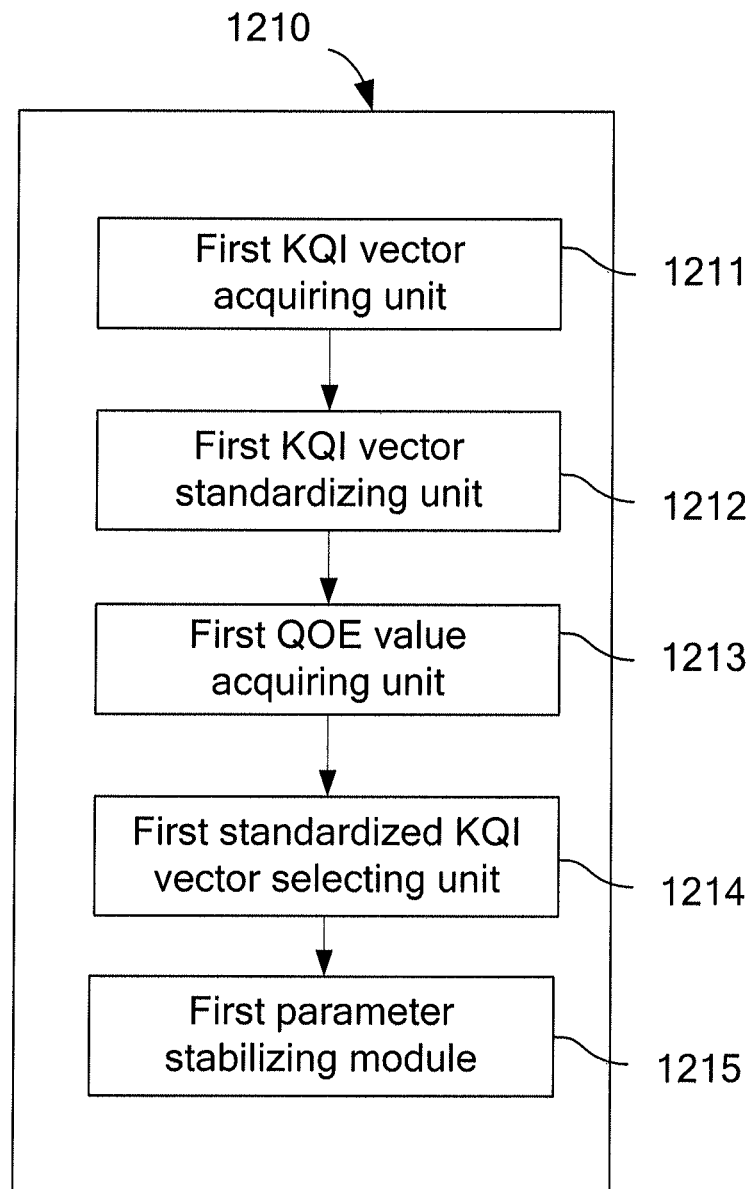 1210
First KQI vector
acquiring unit
1211
First KQI vector
standardizing unit
1212
First QOE value
acquiring unit
1213
First standardized KQI
vector selecting unit
1214
First parameter
stabilizing module
1215